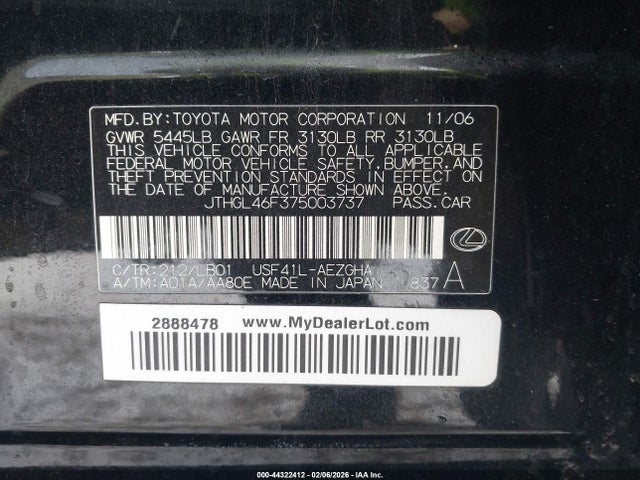 MFD.BY:TOYOTA MOTOR CORPORATION 11/06
GVWR 5445LB GAWR FR 3130LB RR 3130LB
THIS VEHICLE CONFORMS TO ALL APPLICABLE
FEDERAL MOTOR VEHICLE SAFETY,BUMPER,AND
THEFT PREVENTION STANDARDS IN EFFECT ON
THE DATE OF MANUFACTURE SHOWN ABOVE.
JTHGL46F375003737 PASS.CAR
C/TR:212/LB01 USF41L-AEZGHA
A/TM:A01A/AA80E MADE IN JAPAN 837 A
2888478 www.MyDealerLot.com
000-44322412 - 02/06/2026 - IAA Inc.